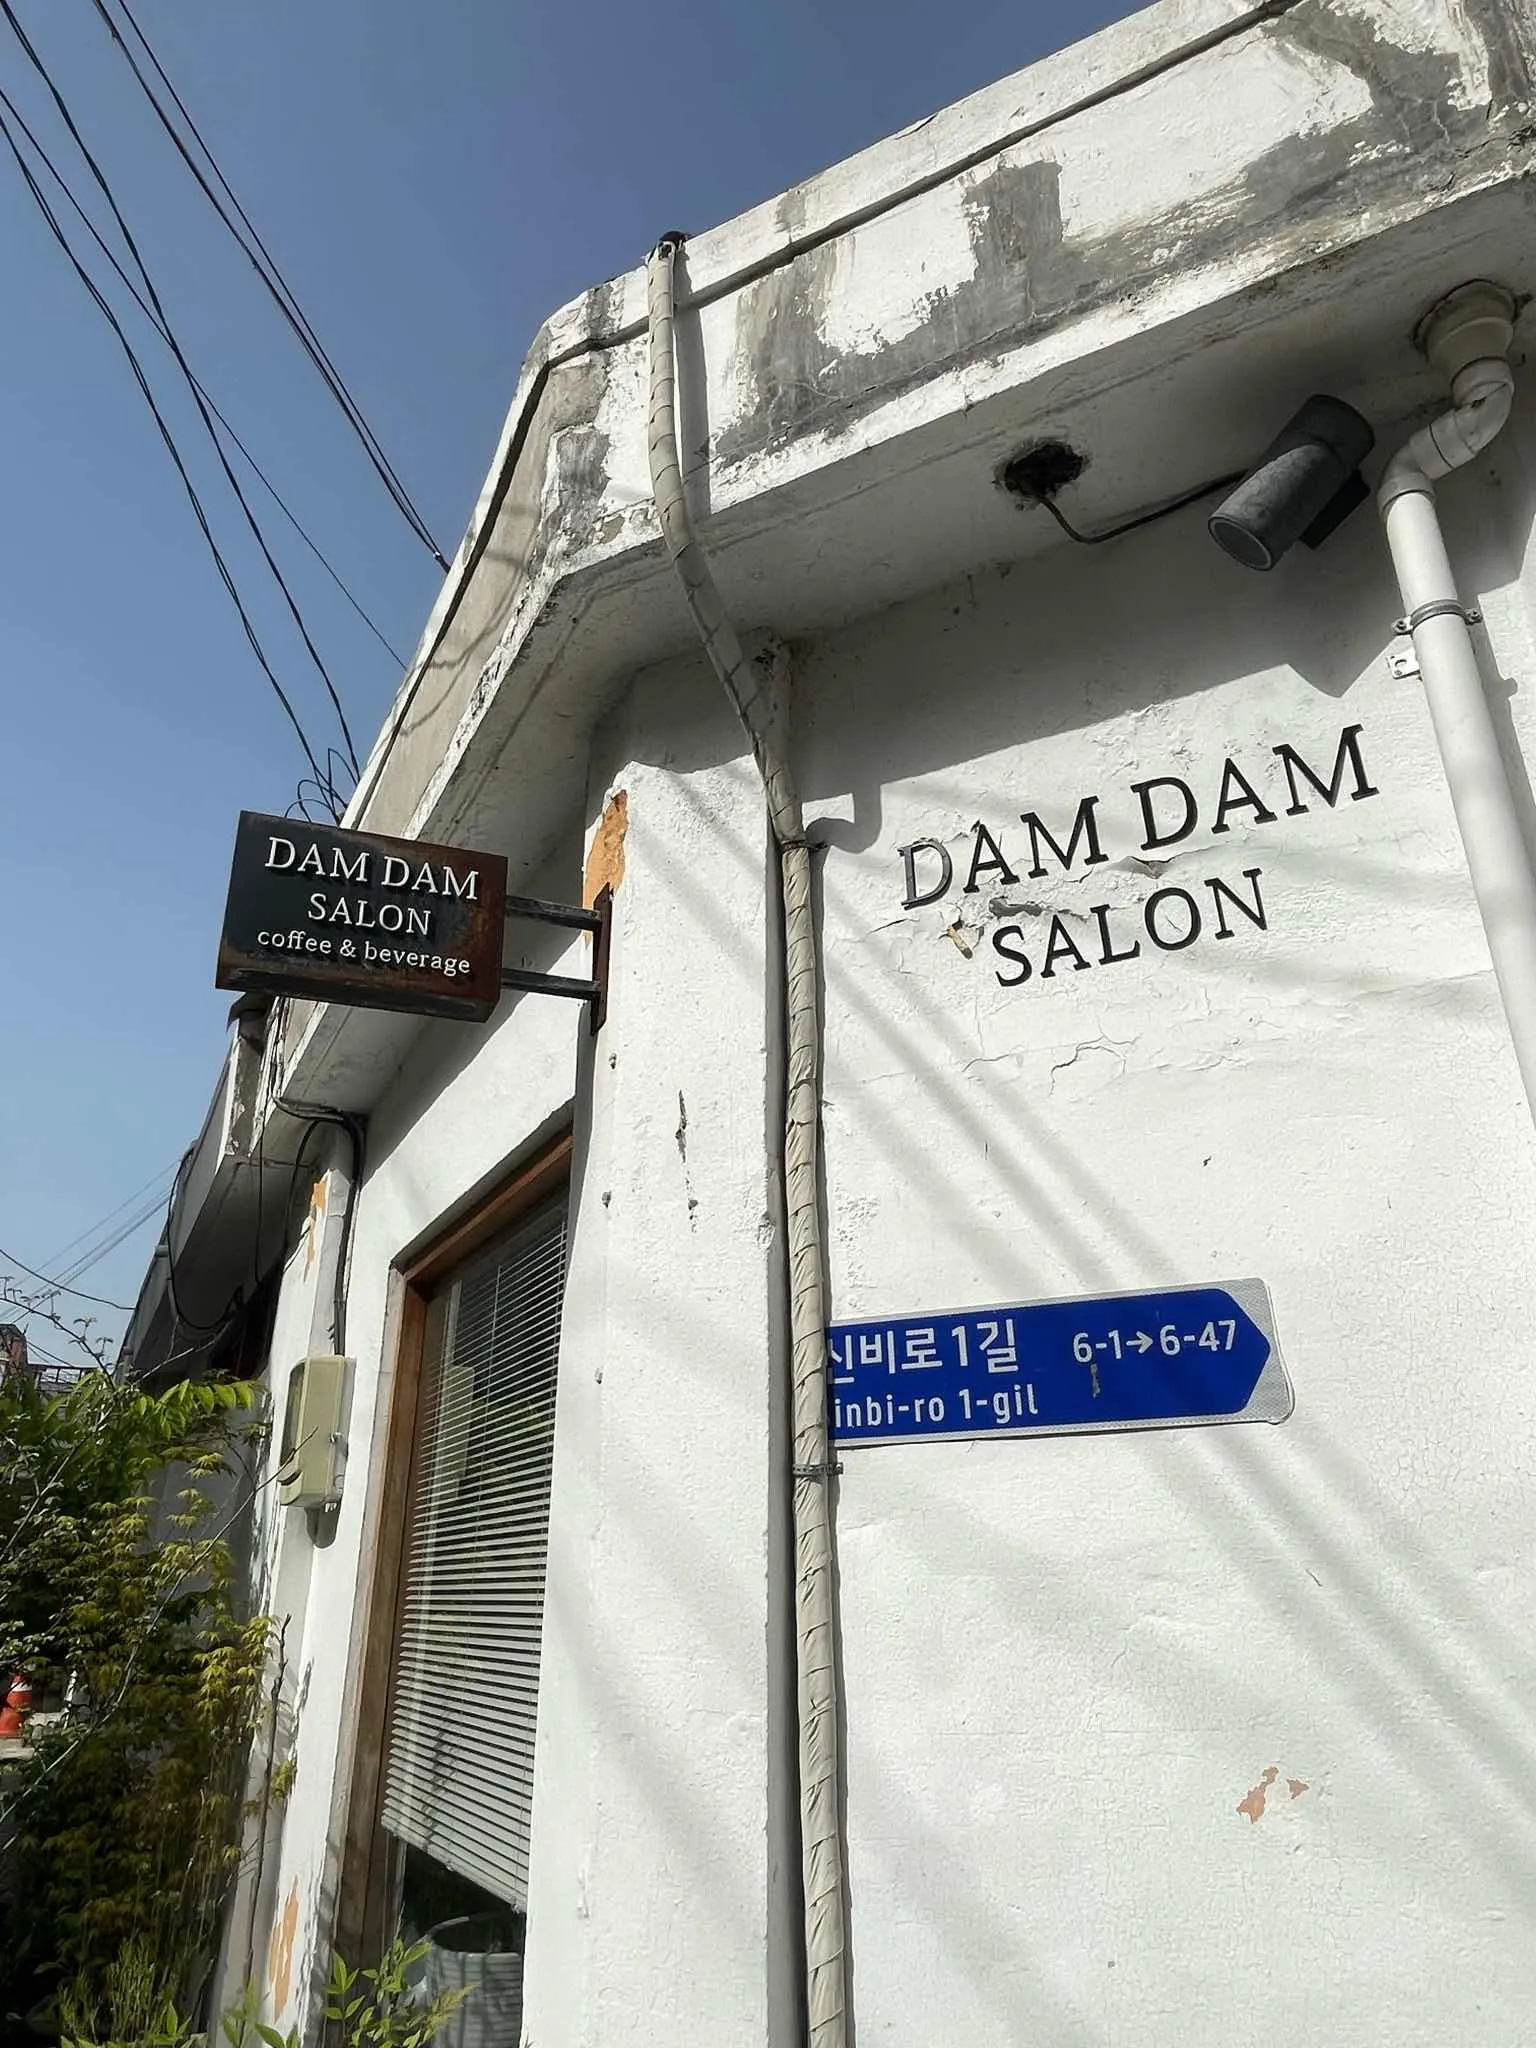 DAM DAM
SALON
coffee & beverage
DAM DAM
SALON
신비로1길 6-1→6-47
inbi-ro 1-gil